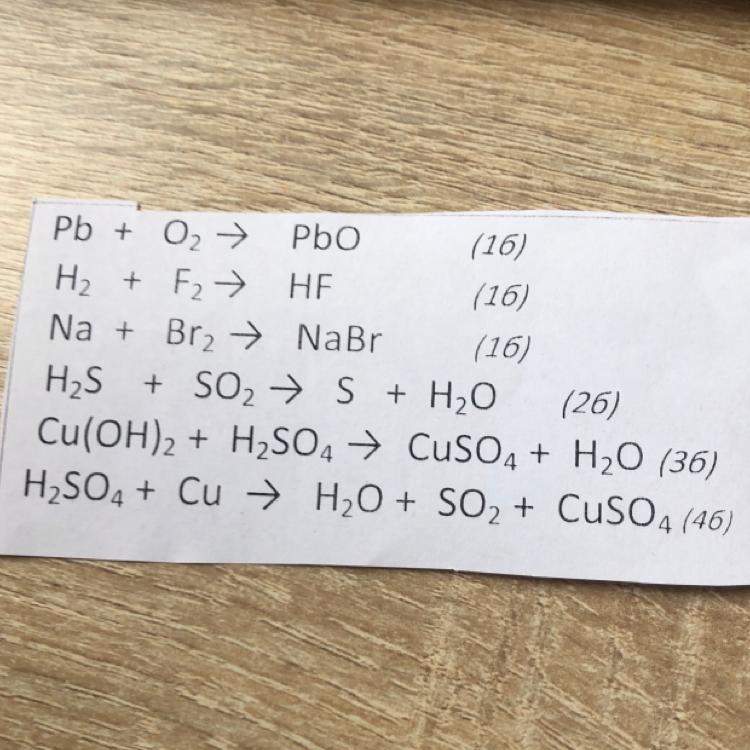 Pb + O₂ → PbO (1б)
H₂ + F₂ → HF (1б)
Na + Br₂ → NaBr (1б)
H₂S + SO₂ → S + H₂O (2б)
Cu(OH)₂ + H₂SO₄ → CuSO₄ + H₂O (3б)
H₂SO₄ + Cu → H₂O + SO₂ + CuSO₄ (4б)